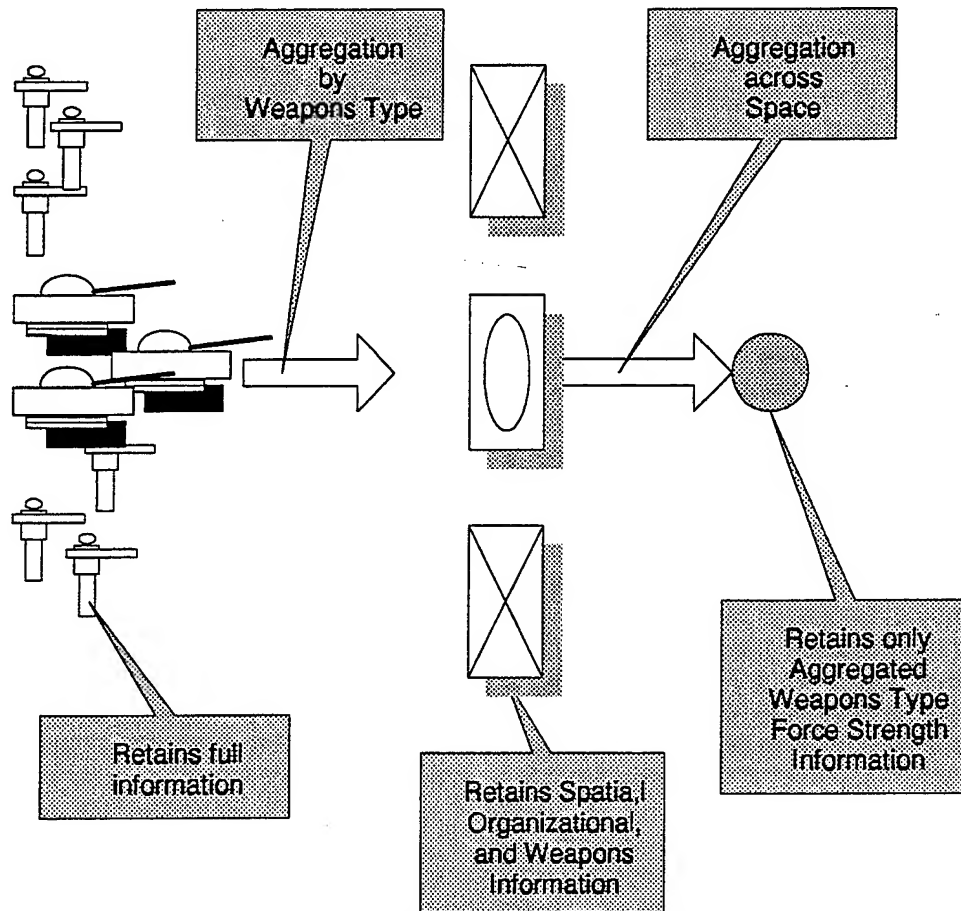 Aggregation
by
Weapons Type
Aggregation
across
Space
Retains full
information
Retains Spatia,l
Organizational,
and Weapons
Information
Retains only
Aggregated
Weapons Type
Force Strength
Information